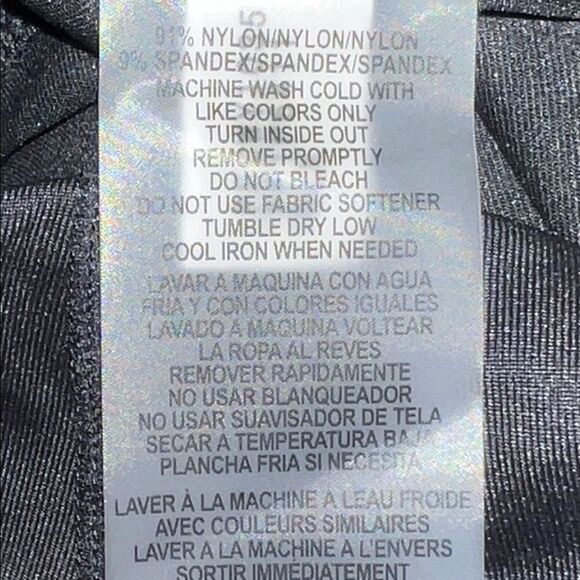 91% NYLON/NYLON/NYLON
9% SPANDEX/SPANDEX/SPANDEX
MACHINE WASH COLD WITH
LIKE COLORS ONLY
TURN INSIDE OUT
REMOVE PROMPTLY
DO NOT BLEACH
DO NOT USE FABRIC SOFTENER
TUMBLE DRY LOW
COOL IRON WHEN NEEDED
LAVAR A MAQUINA CON AGUA
FRIA Y CON COLORES IGUALES
LAVADO A MAQUINA VOLTEAR
LA ROPA AL REVES
REMOVER RAPIDAMENTE
NO USAR BLANQUEADOR
NO USAR SUAVISADOR DE TELA
SECAR A TEMPERATURA BAJA
PLANCHA FRIA SI NECESITA
LAVER À LA MACHINE À LEAU FROIDE
AVEC COULEURS SIMILAIRES
LAVER À LA MACHINE À L'ENVERS
SORTIR IMMÉDIATEMENT